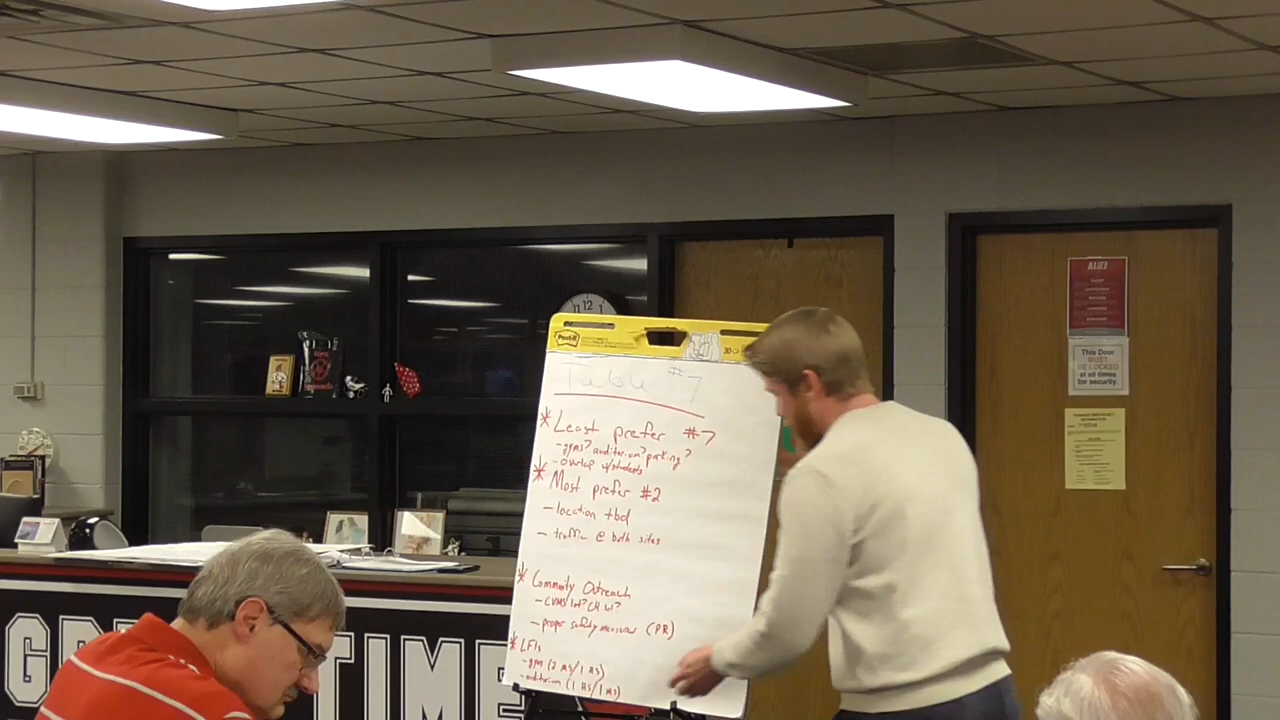 Post-it
Table #7
* Least prefer #7
- gyms? auditorium? parking?
- overlap w/students
* Most prefer #2
- location tbd
- traffic @ both sites
* Community Outreach
- proper safety measures (PR)
* LFIs
- gym (2 MS/1 HS)
- auditorium (1 HS/1 MS)
12
11
ALICE
This Door
MUST
BE LOCKED
at all times
for security.
TIME